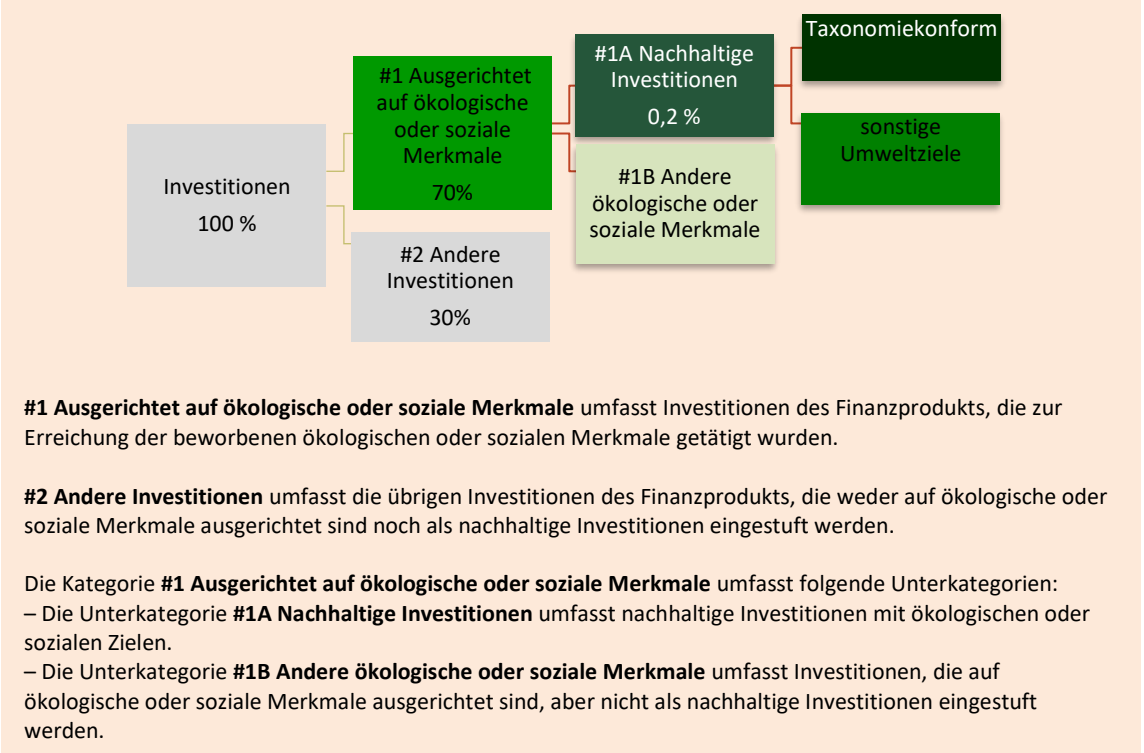 Investitionen
100 %
#1 Ausgerichtet
auf ökologische
oder soziale
Merkmale
70%
#2 Andere
Investitionen
30%
#1A Nachhaltige
Investitionen
0,2 %
#1B Andere
ökologische oder
soziale Merkmale
Taxonomiekonform
sonstige
Umweltziele
#1 Ausgerichtet auf ökologische oder soziale Merkmale umfasst Investitionen des Finanzprodukts, die zur
Erreichung der beworbenen ökologischen oder sozialen Merkmale getätigt wurden.
#2 Andere Investitionen umfasst die übrigen Investitionen des Finanzprodukts, die weder auf ökologische oder
soziale Merkmale ausgerichtet sind noch als nachhaltige Investitionen eingestuft werden.
Die Kategorie #1 Ausgerichtet auf ökologische oder soziale Merkmale umfasst folgende Unterkategorien:
– Die Unterkategorie #1A Nachhaltige Investitionen umfasst nachhaltige Investitionen mit ökologischen oder
sozialen Zielen.
– Die Unterkategorie #1B Andere ökologische oder soziale Merkmale umfasst Investitionen, die auf
ökologische oder soziale Merkmale ausgerichtet sind, aber nicht als nachhaltige Investitionen eingestuft
werden.